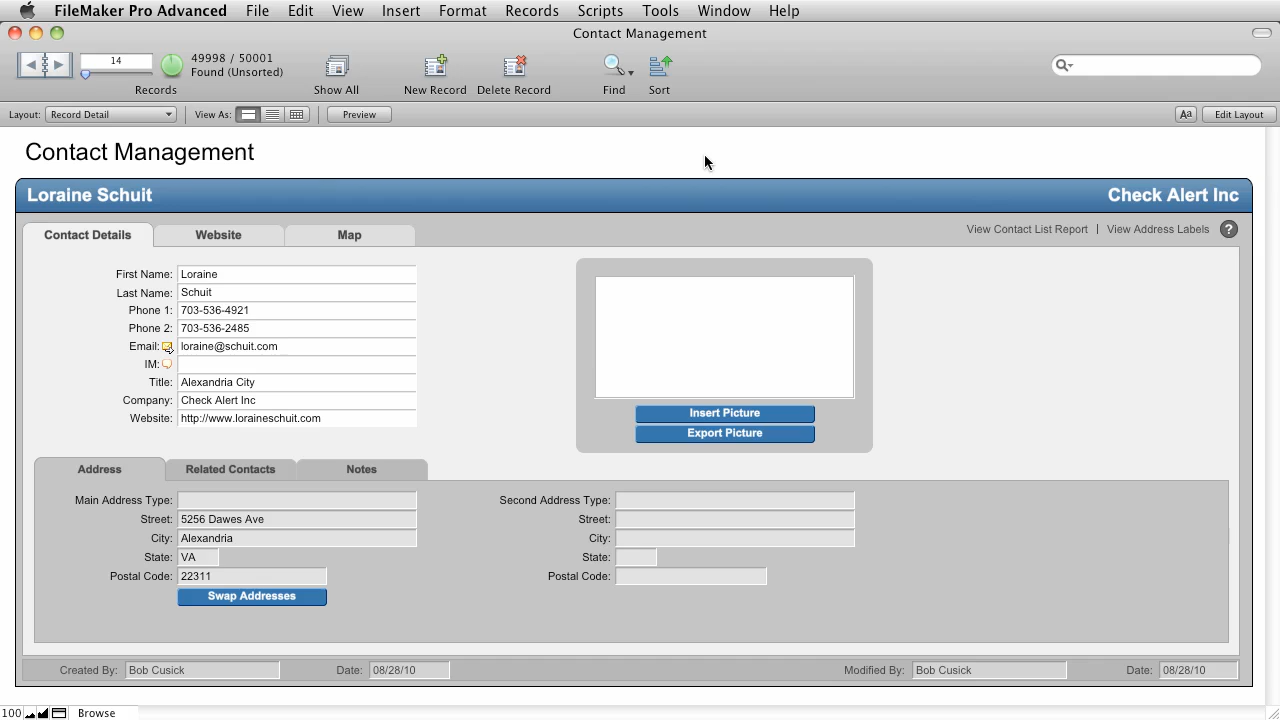 FileMaker Pro Advanced File Edit View Insert Format Records Scripts Tools Window Help
Contact Management
14
49998 / 50001
Found (Unsorted)
Records Show All New Record Delete Record Find Sort
Layout: Record Detail View As: Preview Aa Edit Layout
Contact Management
Loraine Schuit Check Alert Inc
Contact Details Website Map View Contact List Report | View Address Labels ?
First Name: Loraine
Last Name: Schuit
Phone 1: 703-536-4921
Phone 2: 703-536-2485
Email: loraine@schuit.com
IM:
Title: Alexandria City
Company: Check Alert Inc
Website: http://www.loraineschuit.com
Insert Picture
Export Picture
Address Related Contacts Notes
Main Address Type: Second Address Type:
Street: 5256 Dawes Ave Street:
City: Alexandria City:
State: VA State:
Postal Code: 22311 Postal Code:
Swap Addresses
Created By: Bob Cusick Date: 08/28/10 Modified By: Bob Cusick Date: 08/28/10
100 Browse